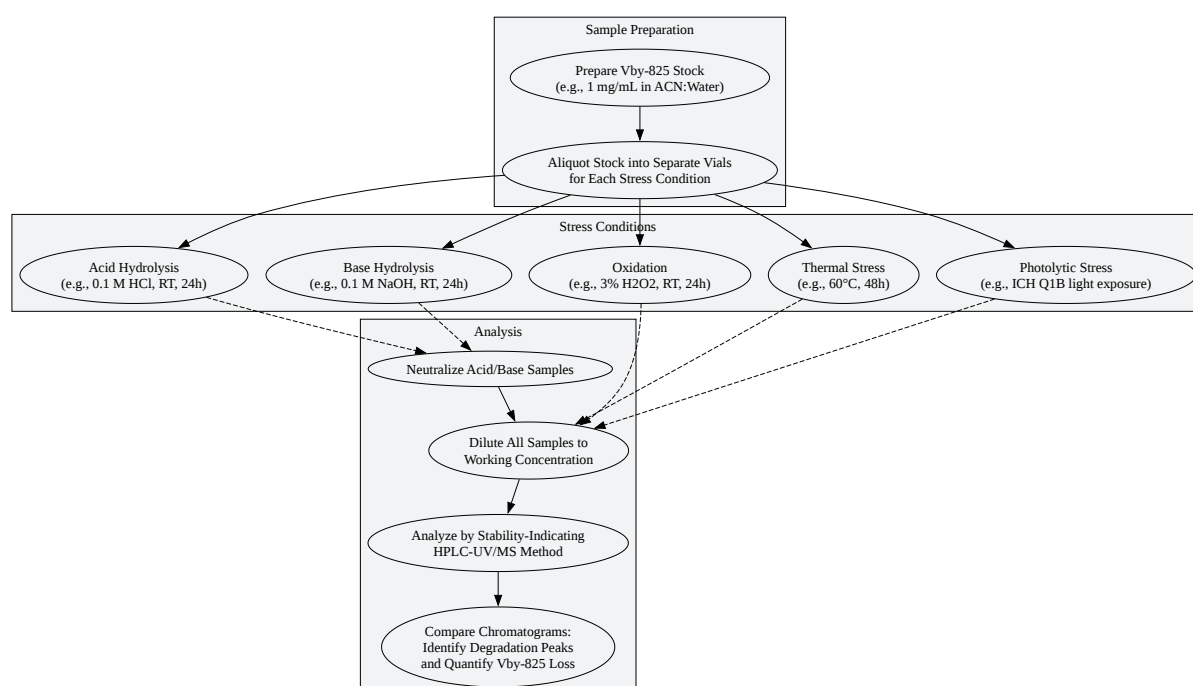 Sample Preparation
Prepare Vby-825 Stock
(e.g., 1 mg/mL in ACN:Water)
Aliquot Stock into Separate Vials
for Each Stress Condition
Stress Conditions
Acid Hydrolysis
(e.g., 0.1 M HCl, RT, 24h)
Base Hydrolysis
(e.g., 0.1 M NaOH, RT, 24h)
Oxidation
(e.g., 3% H2O2, RT, 24h)
Thermal Stress
(e.g., 60°C, 48h)
Photolytic Stress
(e.g., ICH Q1B light exposure)
Analysis
Neutralize Acid/Base Samples
Dilute All Samples to
Working Concentration
Analyze by Stability-Indicating
HPLC-UV/MS Method
Compare Chromatograms:
Identify Degradation Peaks
and Quantify Vby-825 Loss